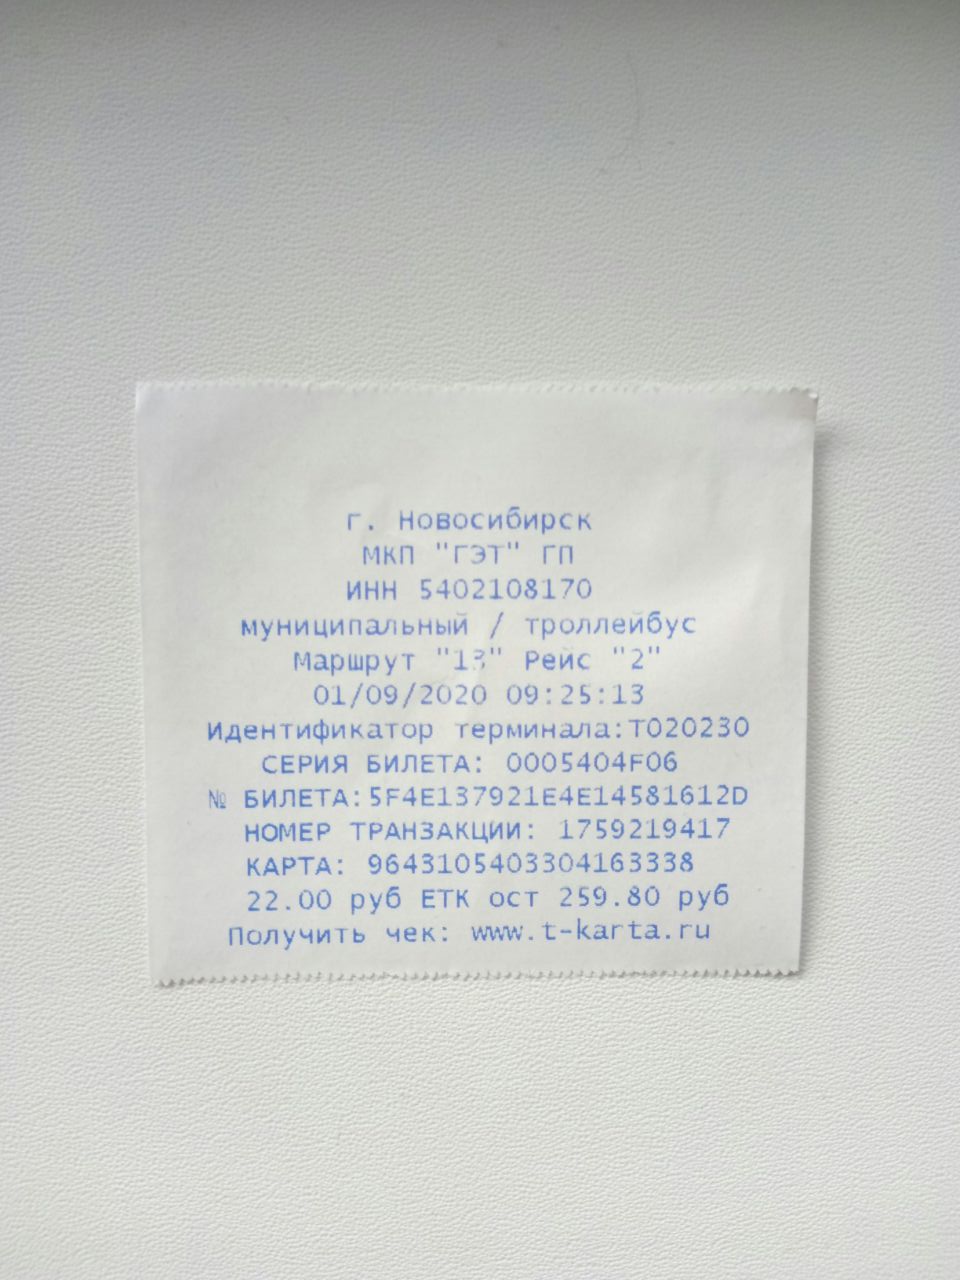 г. Новосибирск
МКП "ГЭТ" ГП
ИНН 5402108170
муниципальный / троллейбус
Маршрут "13" Рейс "2"
01/09/2020 09:25:13
Идентификатор терминала:T020230
СЕРИЯ БИЛЕТА: 0005404F06
№ БИЛЕТА:5F4E137921E4E14581612D
НОМЕР ТРАНЗАКЦИИ: 1759219417
КАРТА: 9643105403304163338
22.00 руб ЕТК ост 259.80 руб
Получить чек: www.t-karta.ru